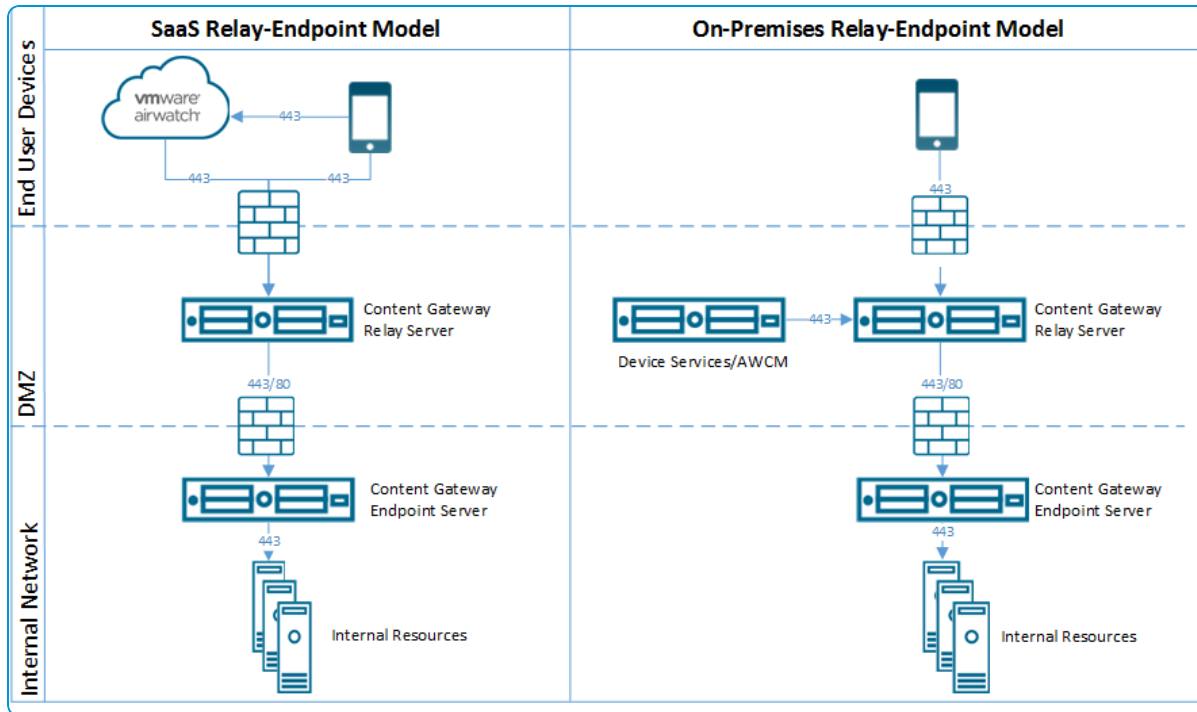 SaaS Relay-Endpoint Model
On-Premises Relay-Endpoint Model
End User Devices
vmware
airwatch
443
443
443
443
Content Gateway
Relay Server
443
Device Services/AWCM
Content Gateway
Relay Server
DMZ
443/80
443/80
Content Gateway
Endpoint Server
Content Gateway
Endpoint Server
Internal Network
443
443
Internal Resources
Internal Resources